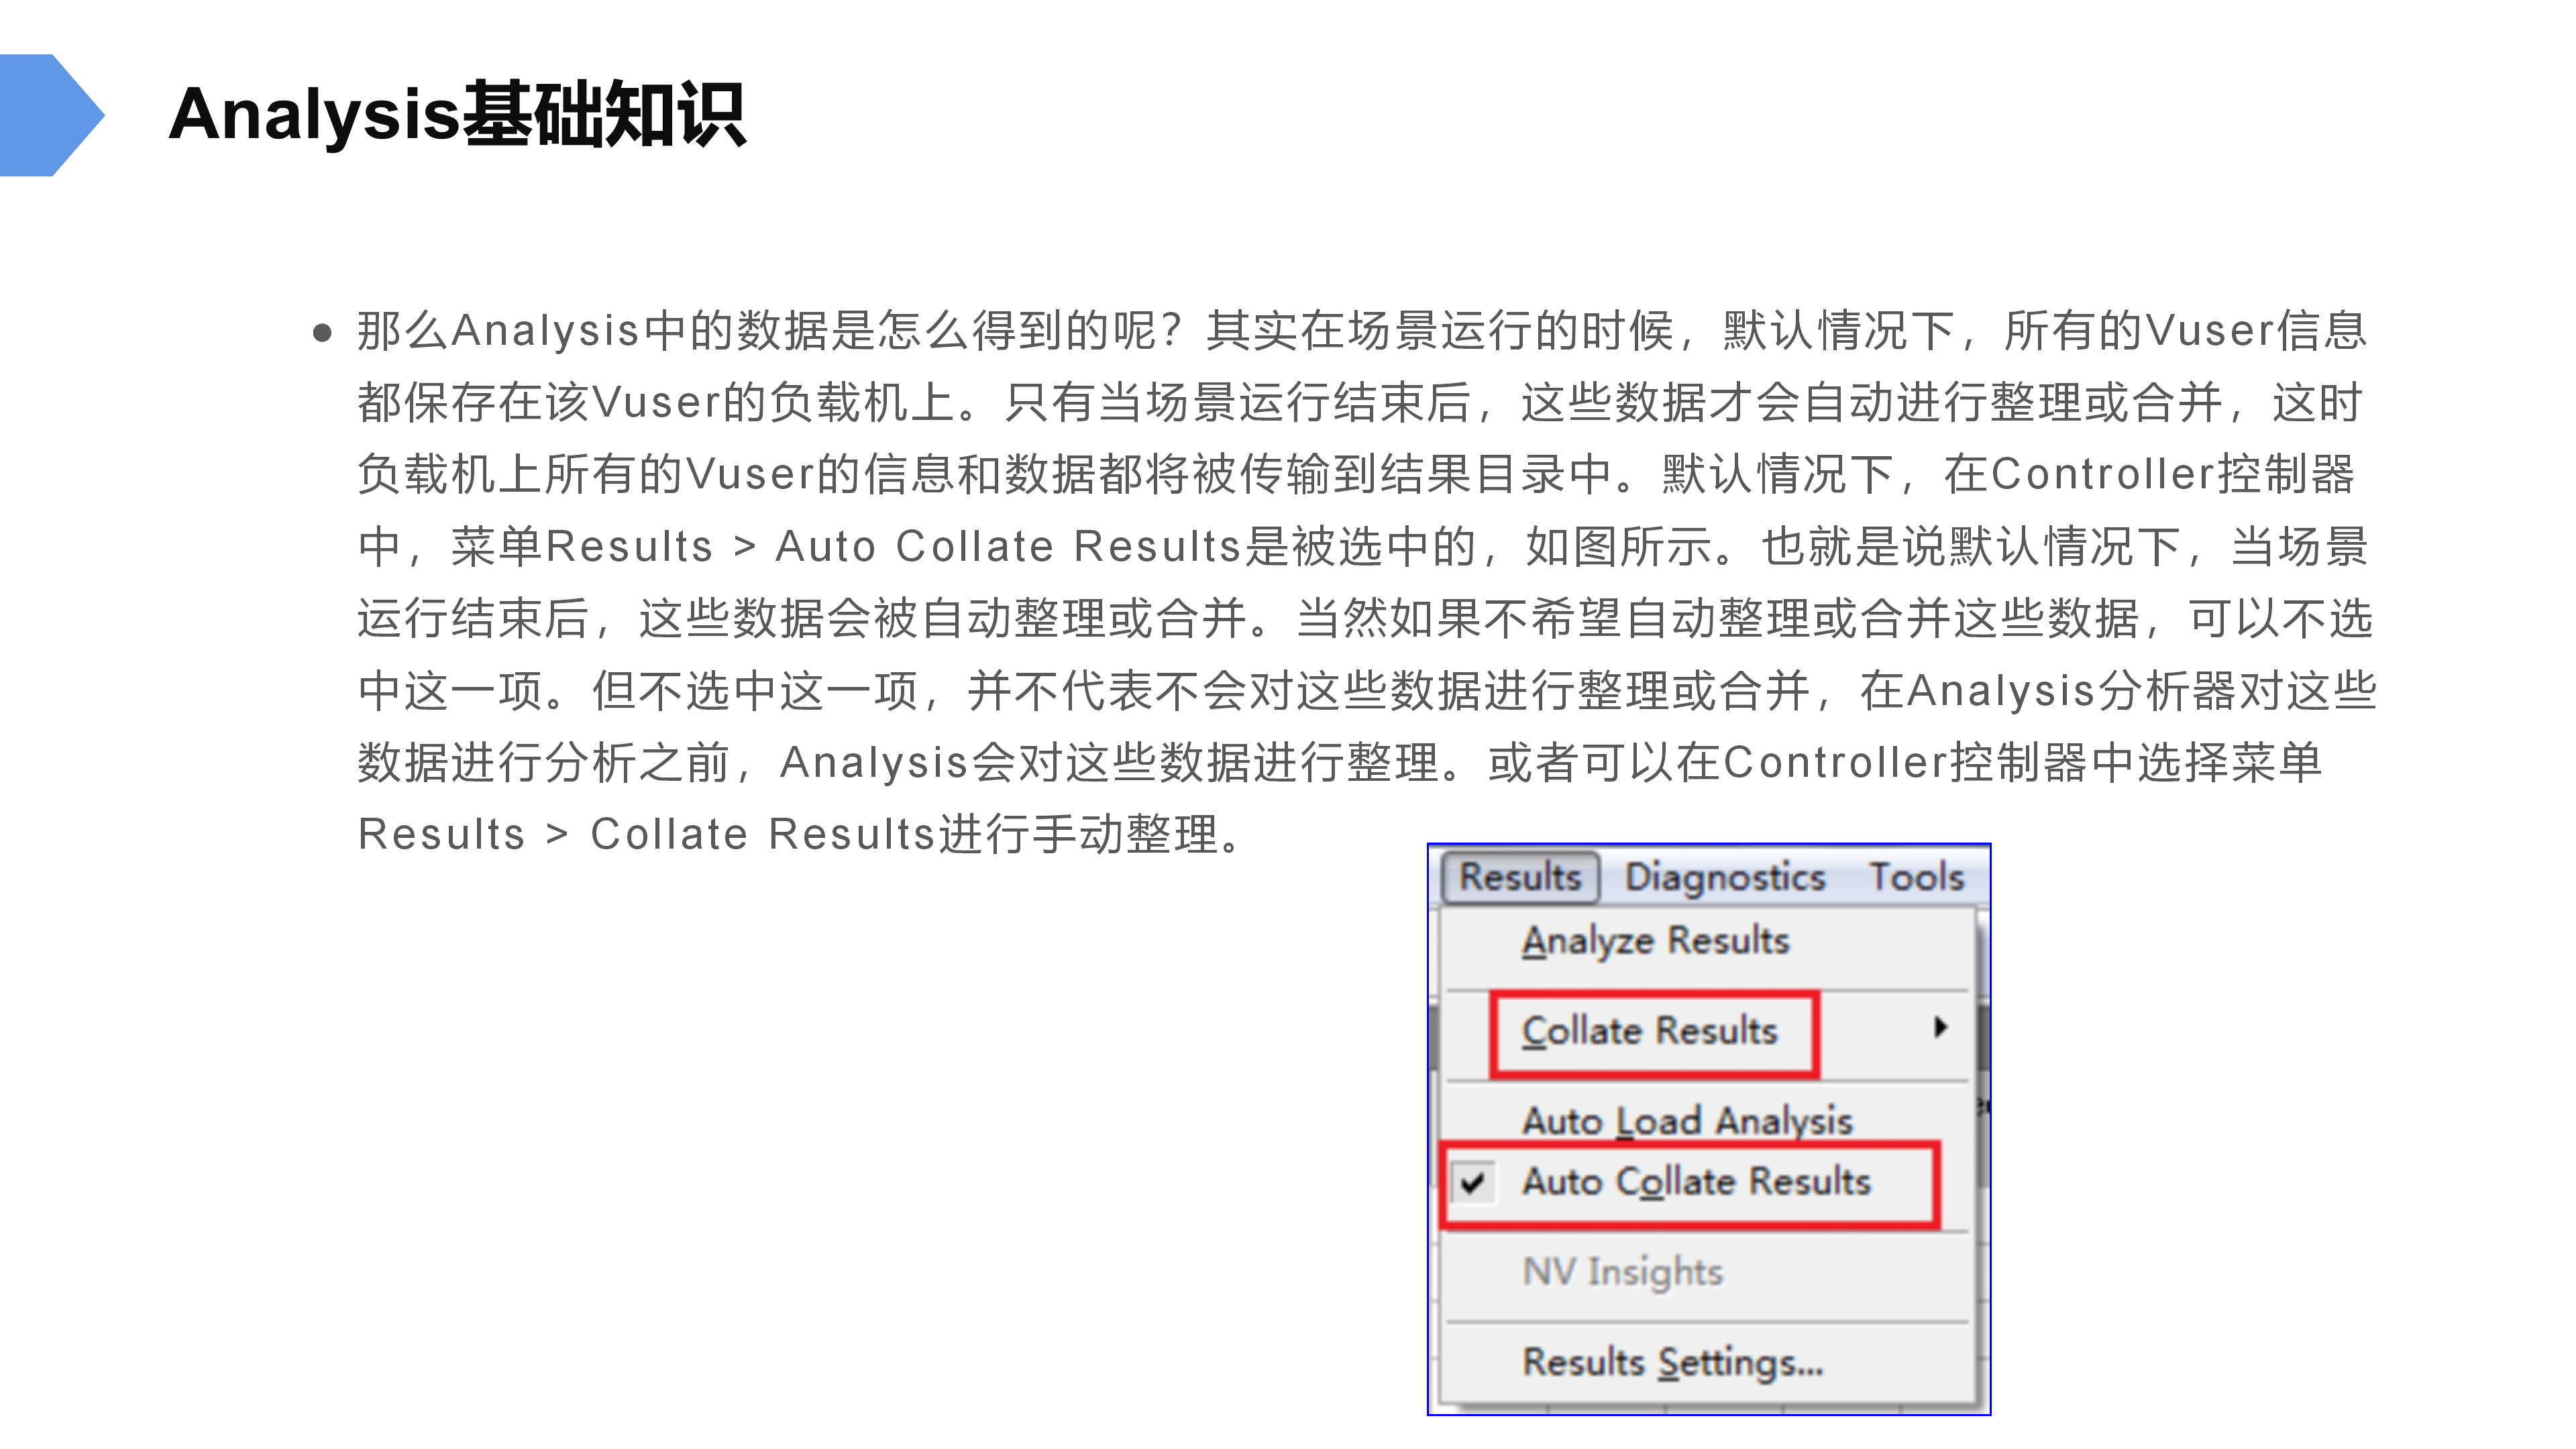 Analysis基础知识
● 那么Analysis中的数据是怎么得到的呢？其实在场景运行的时候，默认情况下，所有的Vuser信息
都保存在该Vuser的负载机上。只有当场景运行结束后，这些数据才会自动进行整理或合并，这时
负载机上所有的Vuser的信息和数据都将被传输到结果目录中。默认情况下，在Controller控制器
中，菜单Results > Auto Collate Results是被选中的，如图所示。也就是说默认情况下，当场景
运行结束后，这些数据会被自动整理或合并。当然如果不希望自动整理或合并这些数据，可以不选
中这一项。但不选中这一项，并不代表不会对这些数据进行整理或合并，在Analysis分析器对这些
数据进行分析之前，Analysis会对这些数据进行整理。或者可以在Controller控制器中选择菜单
Results > Collate Results进行手动整理。
Results Diagnostics Tools
Analyze Results
Collate Results
Auto Load Analysis
Auto Collate Results
NV Insights
Results Settings...